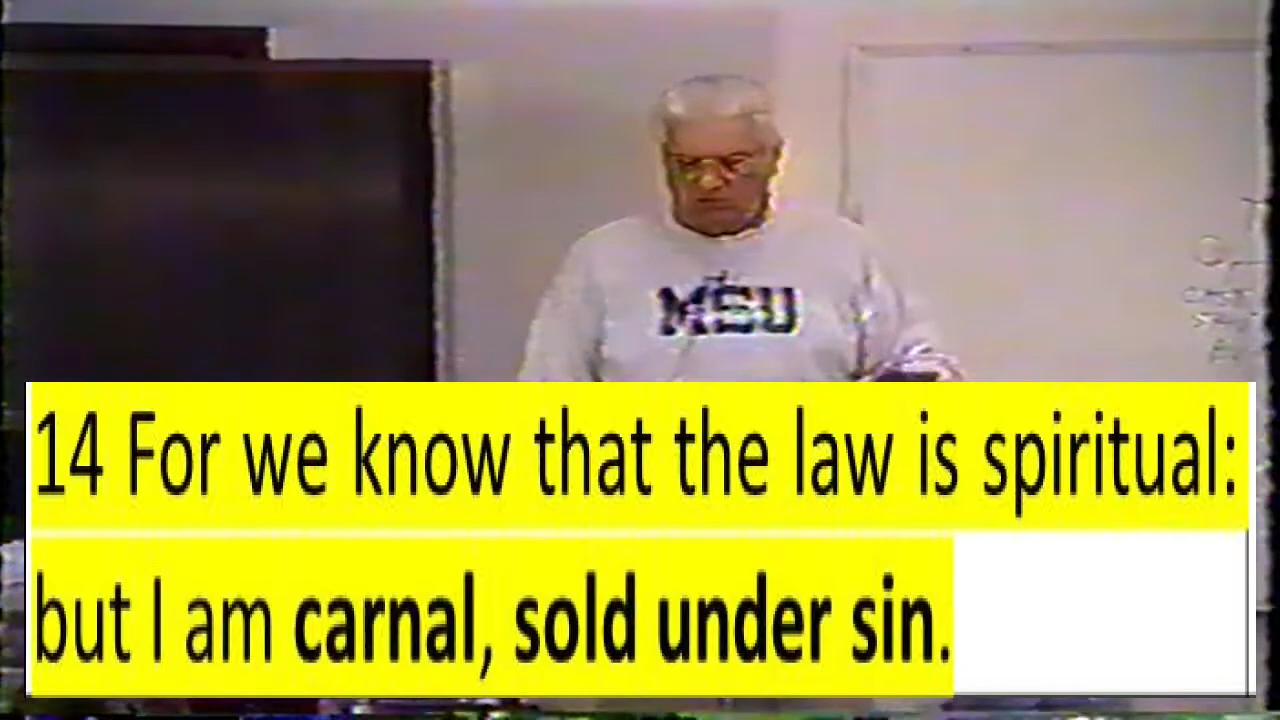 MSU
14 For we know that the law is spiritual:
but I am carnal, sold under sin.